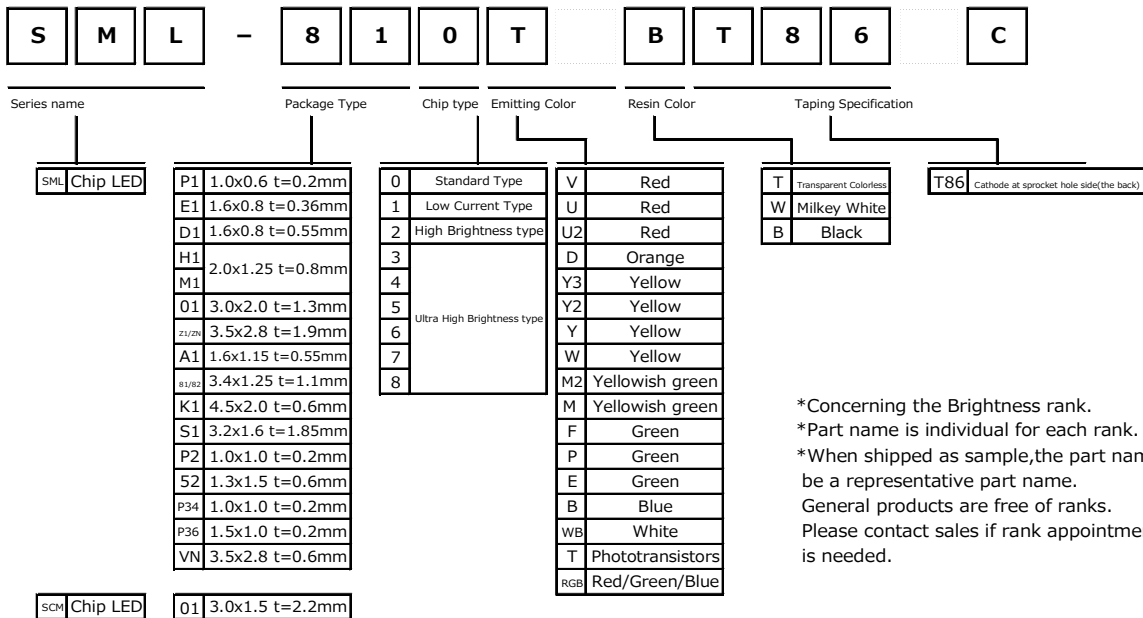 S M L – 8 1 0 T B T 8 6 C
Series name Package Type Chip type Emitting Color Resin Color Taping Specification
SML Chip LED
P1 1.0x0.6 t=0.2mm
E1 1.6x0.8 t=0.36mm
D1 1.6x0.8 t=0.55mm
H1
M1
2.0x1.25 t=0.8mm
01 3.0x2.0 t=1.3mm
Z1/ZN 3.5x2.8 t=1.9mm
A1 1.6x1.15 t=0.55mm
81/82 3.4x1.25 t=1.1mm
K1 4.5x2.0 t=0.6mm
S1 3.2x1.6 t=1.85mm
P2 1.0x1.0 t=0.2mm
52 1.3x1.5 t=0.6mm
P34 1.0x1.0 t=0.2mm
P36 1.5x1.0 t=0.2mm
VN 3.5x2.8 t=0.6mm
SCM Chip LED
01 3.0x1.5 t=2.2mm
0 Standard Type
1 Low Current Type
2 High Brightness type
3
4
5
6
7
8
Ultra High Brightness type
V Red
U Red
U2 Red
D Orange
Y3 Yellow
Y2 Yellow
Y Yellow
W Yellow
M2 Yellowish green
M Yellowish green
F Green
P Green
E Green
B Blue
WB White
T Phototransistors
RGB Red/Green/Blue
T Transparent Colorless
W Milkey White
B Black
T86 Cathode at sprocket hole side(the back)
*Concerning the Brightness rank.
*Part name is individual for each rank.
*When shipped as sample,the part nam
be a representative part name.
General products are free of ranks.
Please contact sales if rank appointme
is needed.